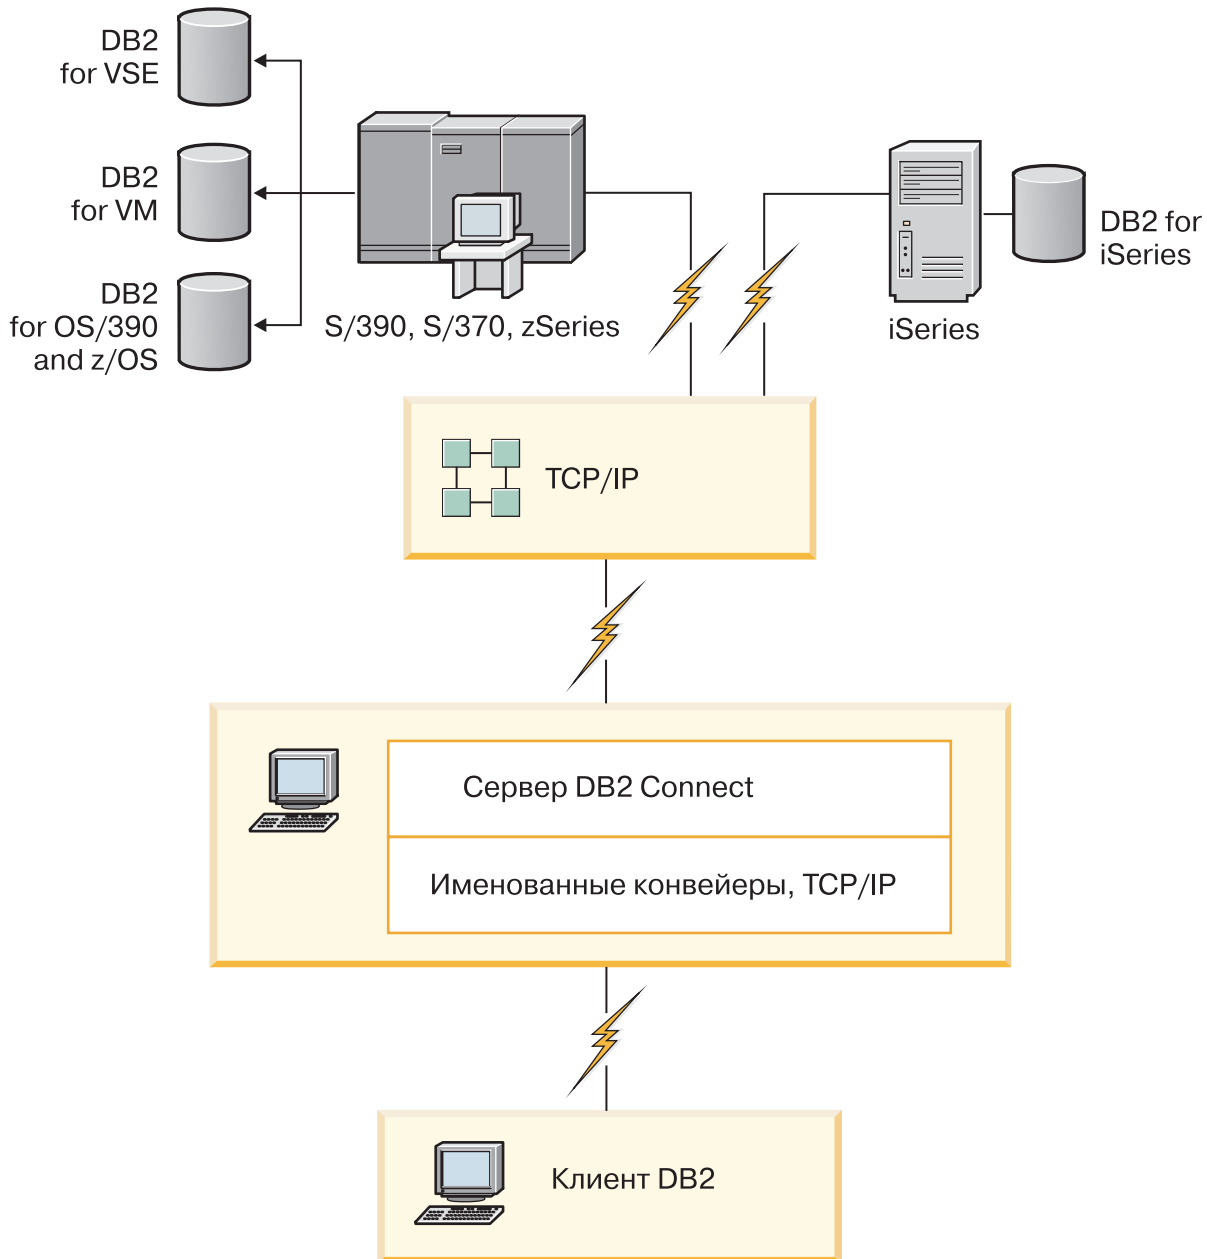 DB2
for VSE
DB2
for VM
DB2
for OS/390
and z/OS
S/390, S/370, zSeries
iSeries
DB2 for
iSeries
TCP/IP
Сервер DB2 Connect
Именованные конвейеры, TCP/IP
Клиент DB2